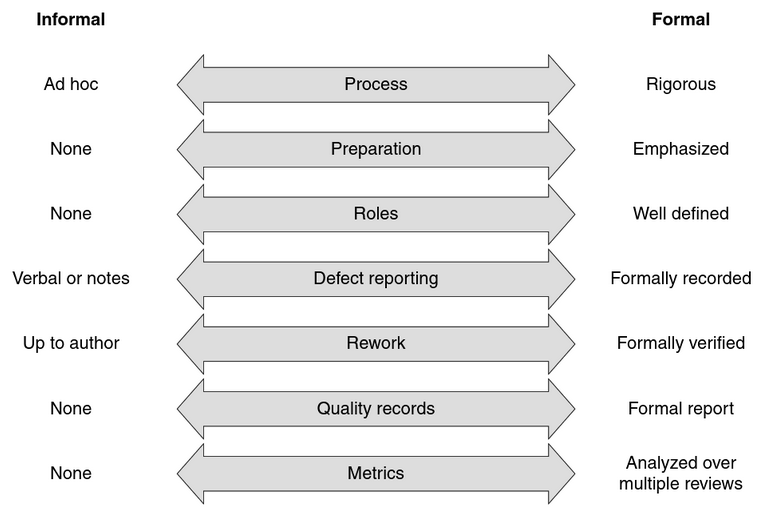 Informal Formal
Ad hoc Process Rigorous
None Preparation Emphasized
None Roles Well defined
Verbal or notes Defect reporting Formally recorded
Up to author Rework Formally verified
None Quality records Formal report
None Metrics Analyzed over
multiple reviews